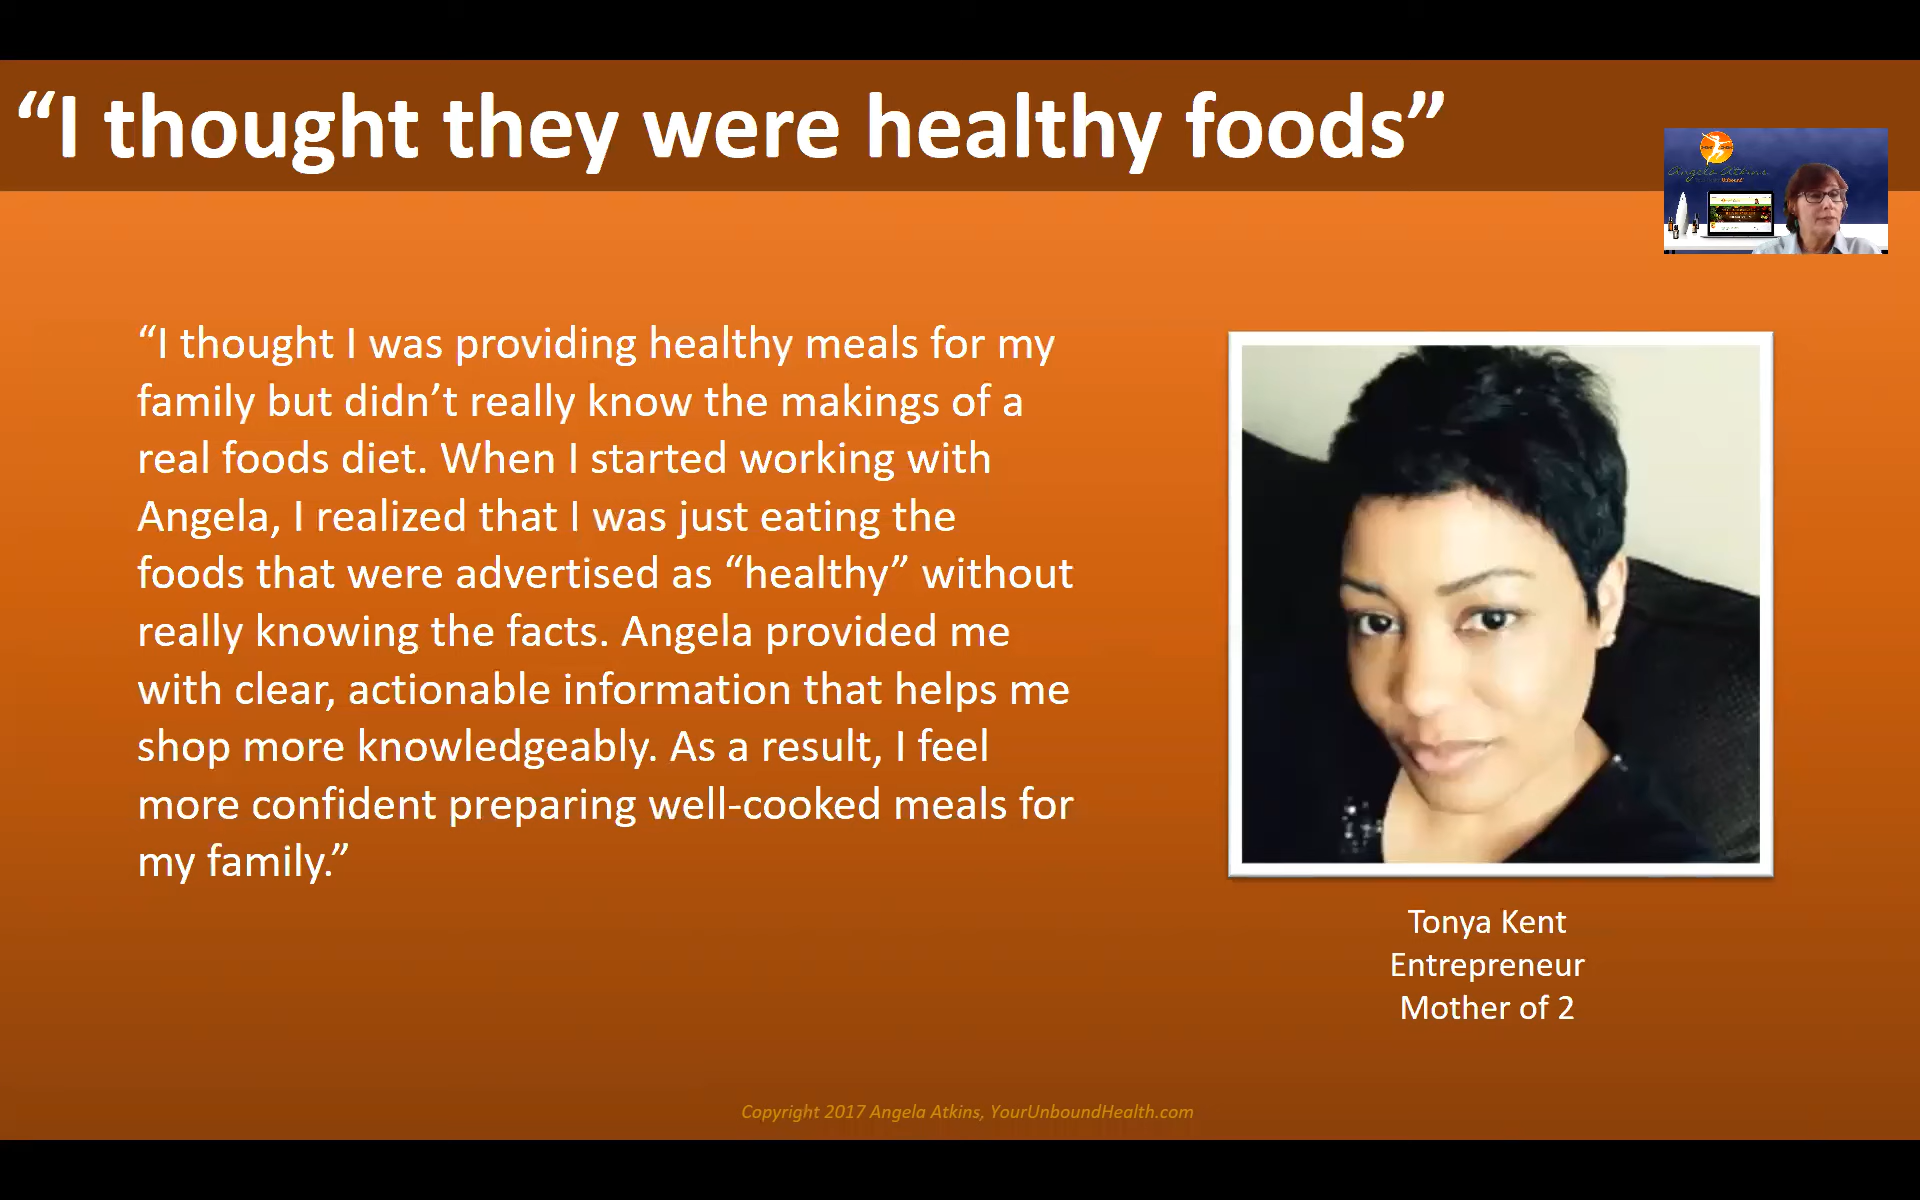 “I thought they were healthy foods”
Angela Atkins
“I thought I was providing healthy meals for my
family but didn’t really know the makings of a
real foods diet. When I started working with
Angela, I realized that I was just eating the
foods that were advertised as “healthy” without
really knowing the facts. Angela provided me
with clear, actionable information that helps me
shop more knowledgeably. As a result, I feel
more confident preparing well-cooked meals for
my family.”
Tonya Kent
Entrepreneur
Mother of 2
Copyright 2017 Angela Atkins, YourUnboundHealth.com